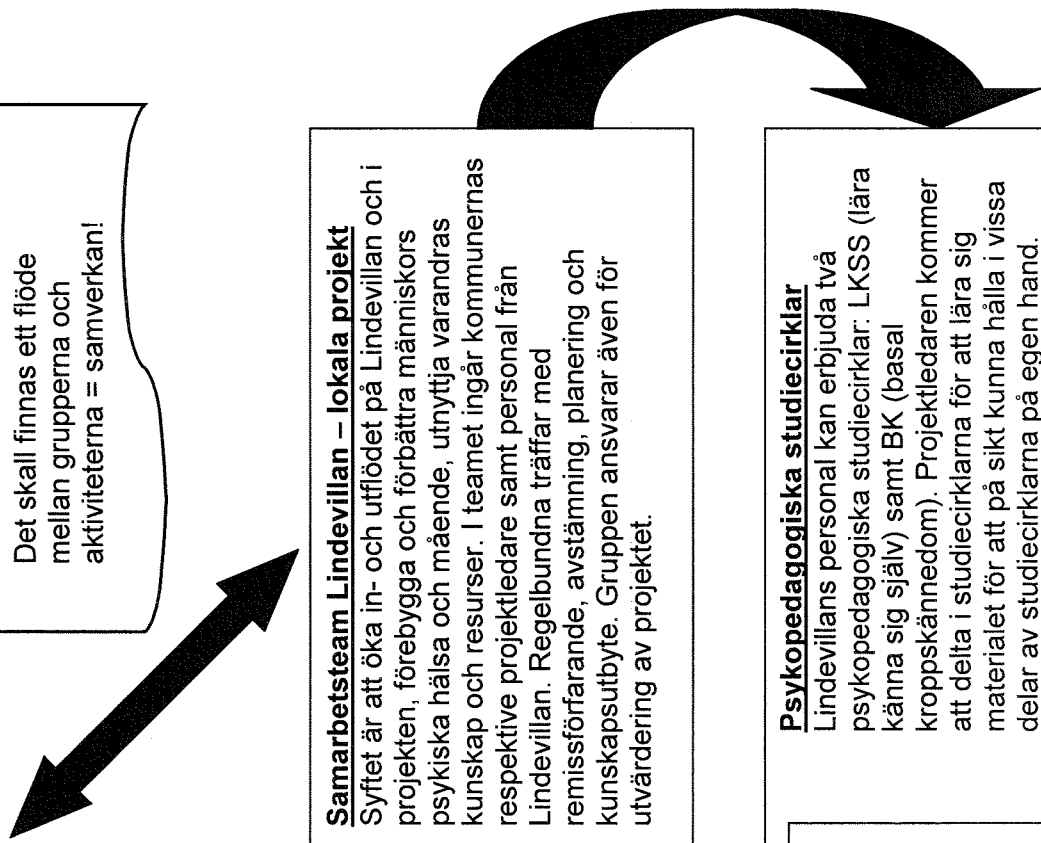 Det skall finnas ett flöde
mellan grupperna och
aktiviteterna = samverkan!
Samarbetsteam Lindevillan – lokala projekt
Syftet är att öka in- och utflödet på Lindevillan och i
projekten, förebygga och förbättra människors
psykiska hälsa och mående, utnyttja varandras
kunskap och resurser. I teamet ingår kommunernas
respektive projektledare samt personal från
Lindevillan. Regelbundna träffar med
remissförfarande, avstämning, planering och
kunskapsutbyte. Gruppen ansvarar även för
utvärdering av projektet.
Psykopedagogiska studiecirklar
Lindevillans personal kan erbjuda två
psykopedagogiska studiecirklar: LKSS (lära
känna sig själv) samt BK (basal
kroppskännedom). Projektledaren kommer
att delta i studiecirklarna för att lära sig
materialet för att på sikt kunna hålla i vissa
delar av studiecirklarna på egen hand.